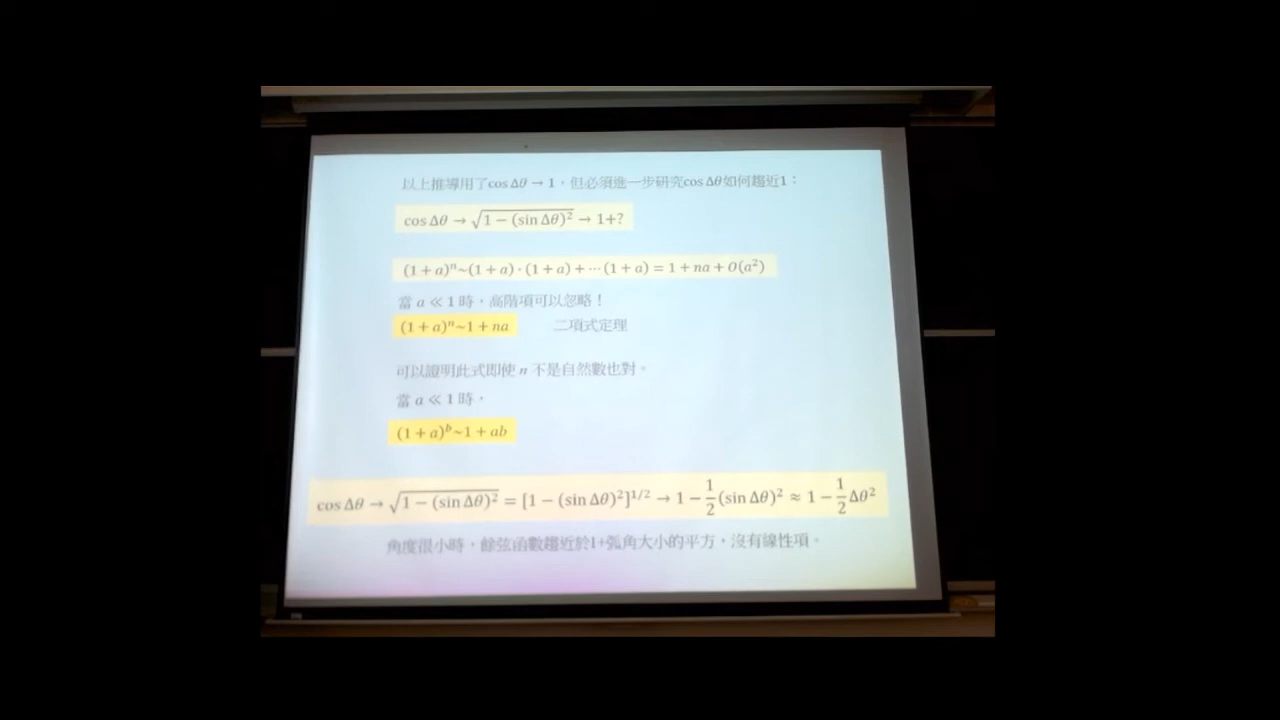 以上推導用了cos Δθ → 1，但必須進一步研究cos Δθ如何趨近1：
cos Δθ → √(1 − (sin Δθ)²) → 1+?
(1 + a)ⁿ~(1 + a) · (1 + a) + ⋯ (1 + a) = 1 + na + O(a²)
當 a ≪ 1 時，高階項可以忽略！
(1 + a)ⁿ~1 + na 二項式定理
可以證明此式即使 n 不是自然數也對。
當 a ≪ 1 時，
(1 + a)ᵇ~1 + ab
cos Δθ → √(1 − (sin Δθ)²) = [1 − (sin Δθ)²]^{1/2} → 1 − 1/2 (sin Δθ)² ≈ 1 − 1/2 Δθ²
角度很小時，餘弦函數趨近於1+弧角大小的平方，沒有線性項。